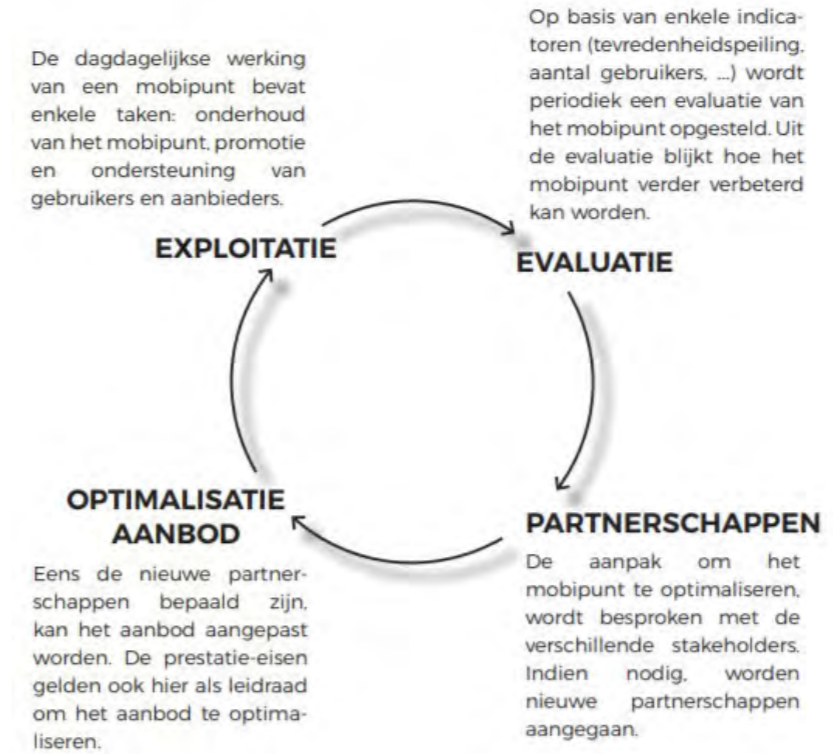 De dagdagelijkse werking
van een mobipunt bevat
enkele taken: onderhoud
van het mobipunt, promotie
en ondersteuning van
gebruikers en aanbieders.
EXPLOITATIE
Op basis van enkele indica-
toren (tevredenheidspeiling,
aantal gebruikers, ...) wordt
periodiek een evaluatie van
het mobipunt opgesteld. Uit
de evaluatie blijkt hoe het
mobipunt verder verbeterd
kan worden.
EVALUATIE
PARTNERSCHAPPEN
De aanpak om het
mobipunt te optimaliseren,
wordt besproken met de
verschillende stakeholders.
Indien nodig, worden
nieuwe partnerschappen
aangegaan.
OPTIMALISATIE
AANBOD
Eens de nieuwe partner-
schappen bepaald zijn,
kan het aanbod aangepast
worden. De prestatie-eisen
gelden ook hier als leidraad
om het aanbod te optima-
liseren.